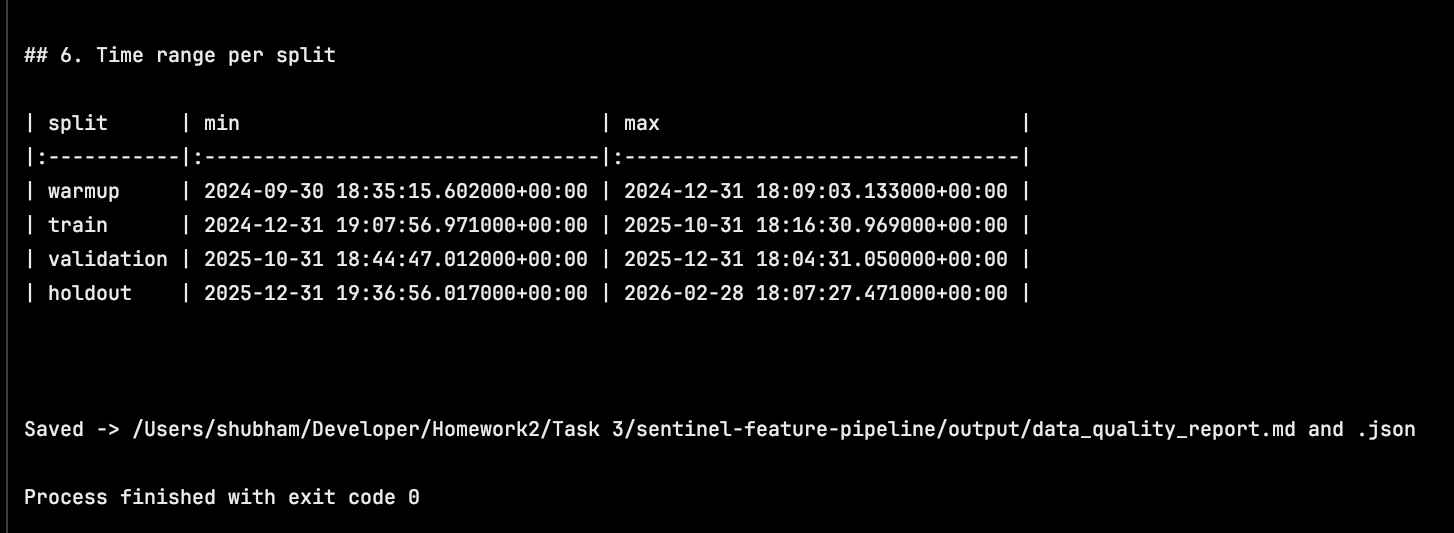 ## 6. Time range per split
| split      | min                              | max                              |
|:-----------|:---------------------------------|:---------------------------------|
| warmup     | 2024-09-30 18:35:15.602000+00:00 | 2024-12-31 18:09:03.133000+00:00 |
| train      | 2024-12-31 19:07:56.971000+00:00 | 2025-10-31 18:16:30.969000+00:00 |
| validation | 2025-10-31 18:44:47.012000+00:00 | 2025-12-31 18:04:31.050000+00:00 |
| holdout    | 2025-12-31 19:36:56.017000+00:00 | 2026-02-28 18:07:27.471000+00:00 |
Saved -> /Users/shubham/Developer/Homework2/Task 3/sentinel-feature-pipeline/output/data_quality_report.md and .json
Process finished with exit code 0